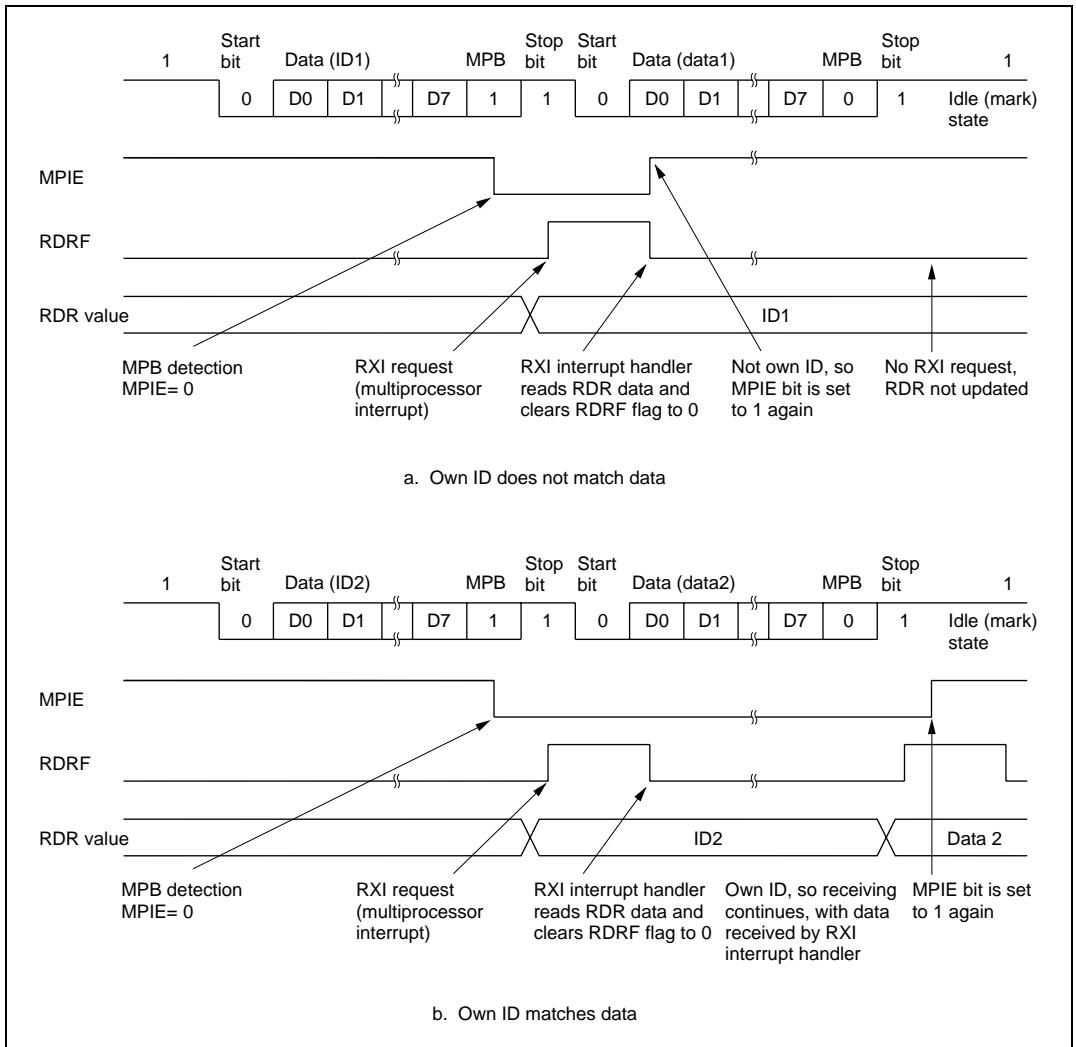 Start bit
Data (ID1)
MPB
Stop bit
Start bit
Data (data1)
MPB
Stop bit
1
1
0 D0 D1 D7 1 1 0 D0 D1 D7 0 1 Idle (mark) state
MPIE
RDRF
RDR value
ID1
MPB detection
MPIE= 0
RXI request
(multiprocessor
interrupt)
RXI interrupt handler
reads RDR data and
clears RDRF flag to 0
Not own ID, so
MPIE bit is set
to 1 again
No RXI request,
RDR not updated
a. Own ID does not match data
Start bit
Data (ID2)
MPB
Stop bit
Start bit
Data (data2)
MPB
Stop bit
1
1
0 D0 D1 D7 1 1 0 D0 D1 D7 0 1 Idle (mark) state
MPIE
RDRF
RDR value
ID2
Data 2
MPB detection
MPIE= 0
RXI request
(multiprocessor
interrupt)
RXI interrupt handler
reads RDR data and
clears RDRF flag to 0
Own ID, so receiving
continues, with data
received by RXI
interrupt handler
MPIE bit is set
to 1 again
b. Own ID matches data